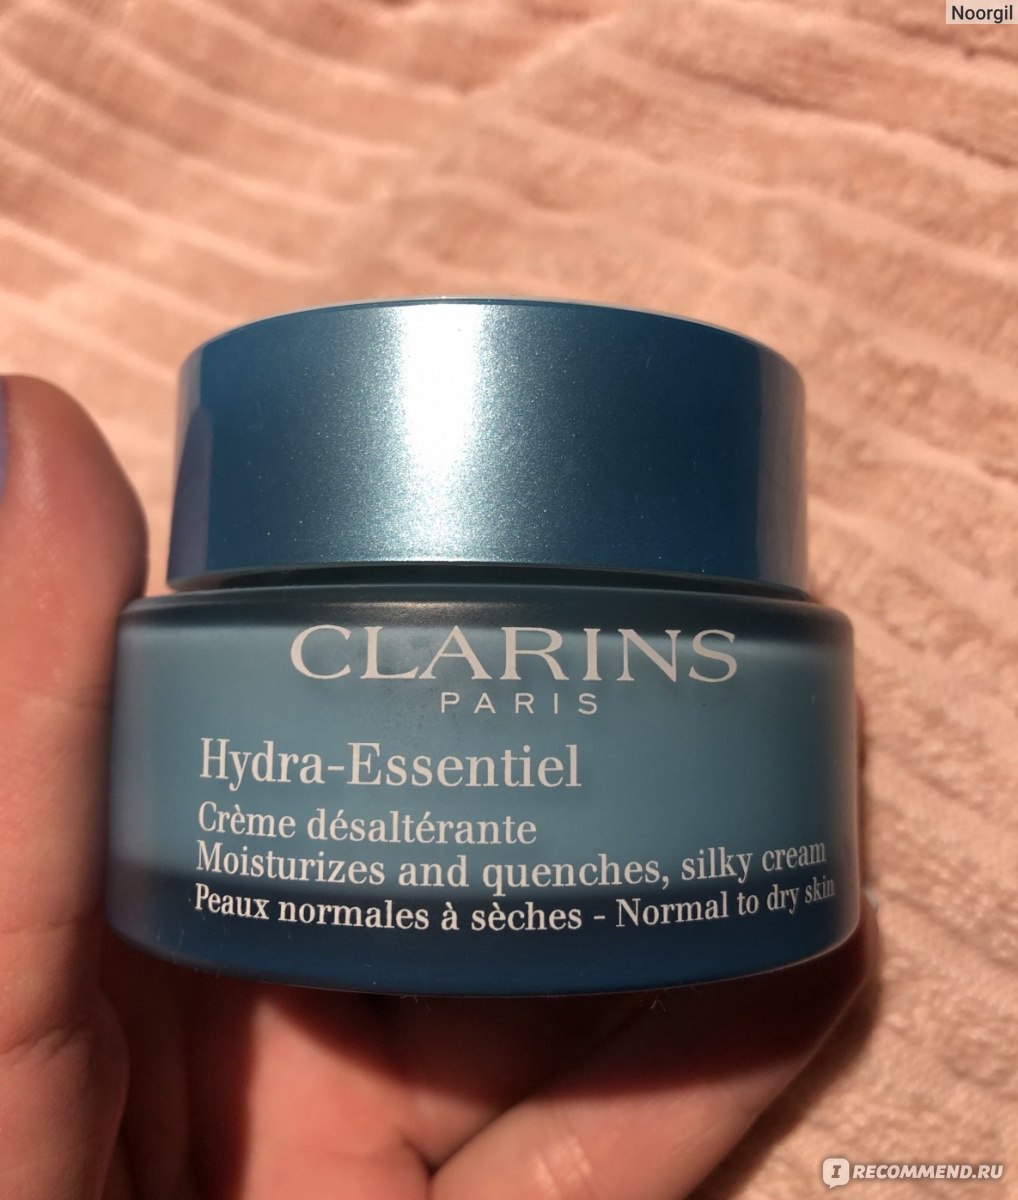 Noorgil
CLARINS
PARIS
Hydra-Essentiel
Crème désaltérante
Moisturizes and quenches, silky cream
Peaux normales à sèches - Normal to dry skin
I RECOMMEND.RU